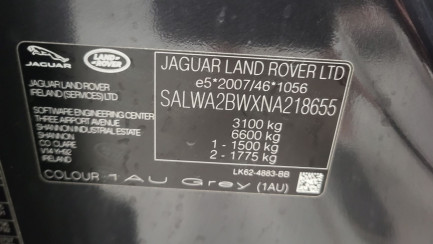 JAGUAR
LAND ROVER
JAGUAR LAND ROVER
IRELAND (SERVICES) LTD
SOFTWARE ENGINEERING CENTER
THREE AIRPORT AVENUE
SHANNON INDUSTRIAL ESTATE
SHANNON
CO. CLARE
V14 YH92
IRELAND
JAGUAR LAND ROVER LTD
e5*2007/46*1056
SALWA2BWXNA218655
3100 kg
6600 kg
1 - 1500 kg
2 - 1775 kg
LK62-4883-BB
COLOUR 1AU Grey (1AU)